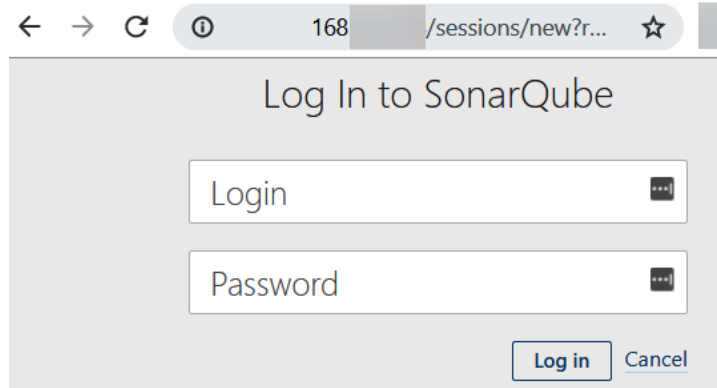 168 /sessions/new?r...
Log In to SonarQube
Login
Password
Log in Cancel